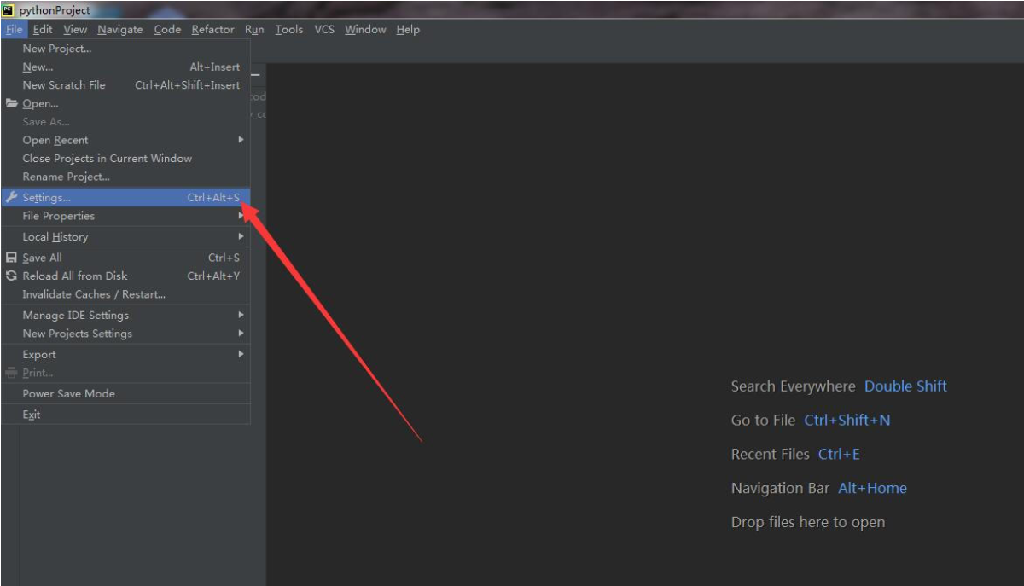 pythonProject
File Edit View Navigate Code Refactor Run Tools VCS Window Help
New Project...
New... Alt+Insert
New Scratch File Ctrl+Alt+Shift+Insert
Open...
Save As...
Open Recent
Close Projects in Current Window
Rename Project...
Settings... Ctrl+Alt+S
File Properties
Local History
Save All Ctrl+S
Reload All from Disk Ctrl+Alt+Y
Invalidate Caches / Restart...
Manage IDE Settings
New Projects Settings
Export
Print...
Power Save Mode
Exit
Search Everywhere Double Shift
Go to File Ctrl+Shift+N
Recent Files Ctrl+E
Navigation Bar Alt+Home
Drop files here to open